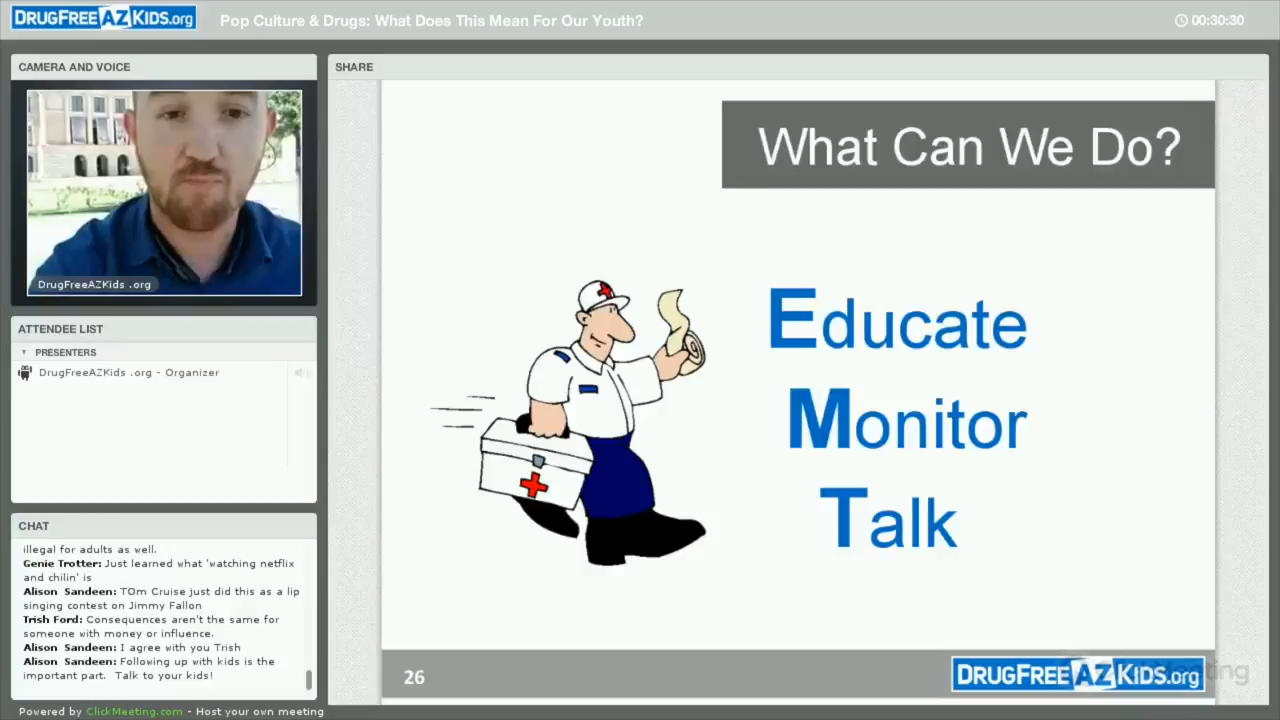 DRUGFREEAZKIDS.org
Pop Culture & Drugs: What Does This Mean For Our Youth?
00:30:30
CAMERA AND VOICE
DrugFreeAZKids .org
ATTENDEE LIST
PRESENTERS
DrugFreeAZKids .org - Organizer
CHAT
illegal for adults as well.
Genie Trotter: Just learned what 'watching netflix
and chilin' is
Alison Sandeen: TOm Cruise just did this as a lip
singing contest on Jimmy Fallon
Trish Ford: Consequences aren't the same for
someone with money or influence.
Alison Sandeen: I agree with you Trish
Alison Sandeen: Following up with kids is the
important part. Talk to your kids!
Powered by ClickMeeting.com - Host your own meeting
SHARE
What Can We Do?
Educate
Monitor
Talk
26
DRUGFREEAZKIDS.org